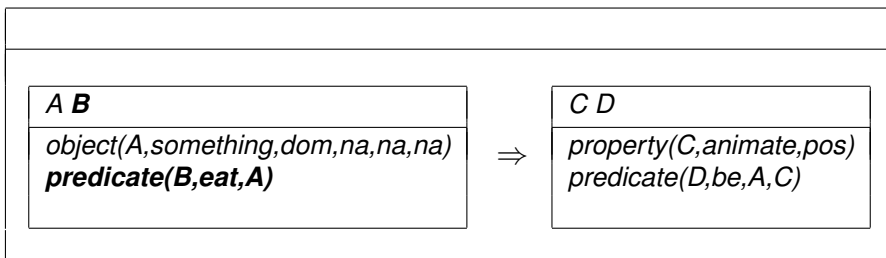 A B
object(A,something,dom,na,na,na)
predicate(B,eat,A)
⇒
C D
property(C,animate,pos)
predicate(D,be,A,C)